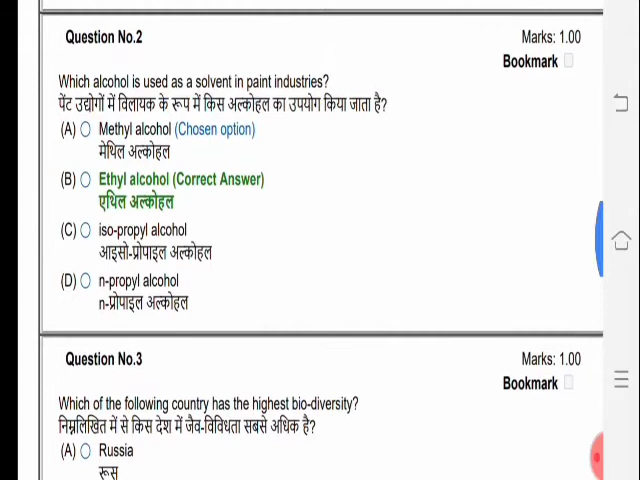 Question No.2 Marks: 1.00
Bookmark
Which alcohol is used as a solvent in paint industries?
पेंट उद्योगों में विलायक के रूप में किस अल्कोहल का उपयोग किया जाता है?
(A) Methyl alcohol (Chosen option)
मेथिल अल्कोहल
(B) Ethyl alcohol (Correct Answer)
एथिल अल्कोहल
(C) iso-propyl alcohol
आइसो-प्रोपाइल अल्कोहल
(D) n-propyl alcohol
n-प्रोपाइल अल्कोहल
Question No.3 Marks: 1.00
Bookmark
Which of the following country has the highest bio-diversity?
निम्नलिखित में से किस देश में जैव-विविधता सबसे अधिक है?
(A) Russia
रूस